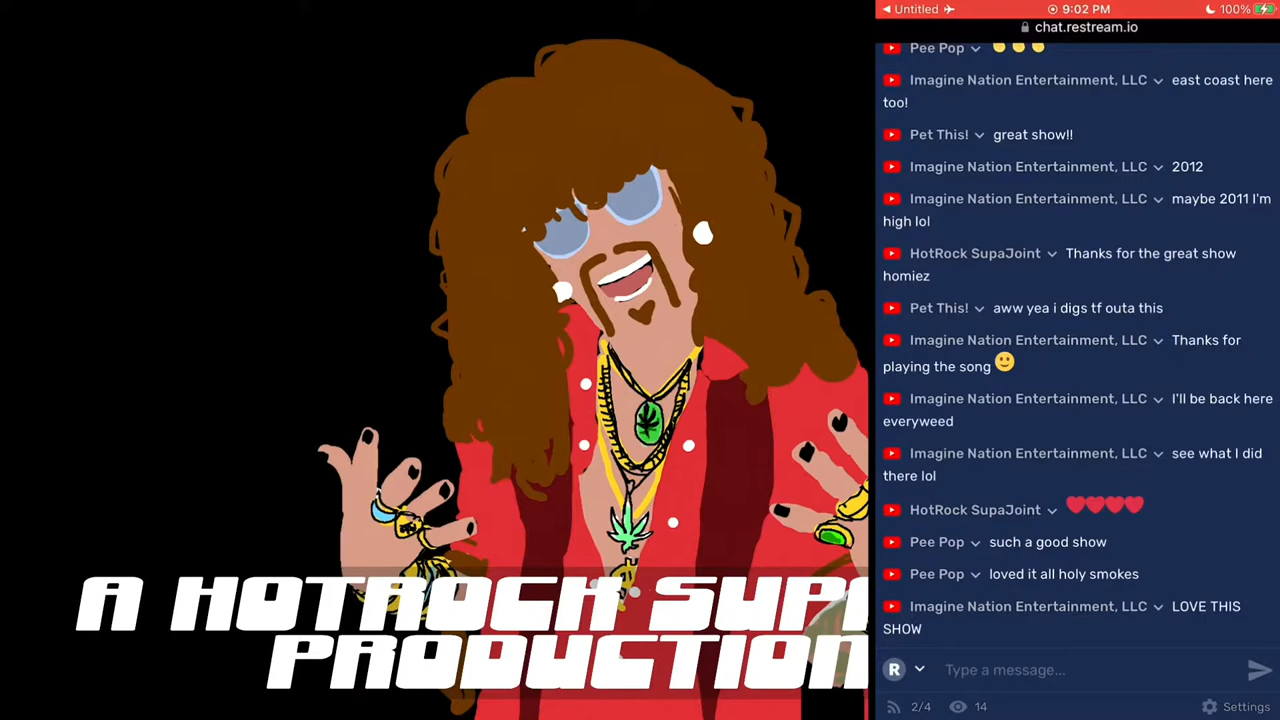 Untitled
9:02 PM
100%
chat.restream.io
Pee Pop
Imagine Nation Entertainment, LLC east coast here
too!
Pet This! great show!!
Imagine Nation Entertainment, LLC 2012
Imagine Nation Entertainment, LLC maybe 2011 I'm
high lol
HotRock SupaJoint Thanks for the great show
homiez
Pet This! aww yea i digs tf outa this
Imagine Nation Entertainment, LLC Thanks for
playing the song
Imagine Nation Entertainment, LLC I'll be back here
everyweed
Imagine Nation Entertainment, LLC see what I did
there lol
HotRock SupaJoint
Pee Pop such a good show
Pee Pop loved it all holy smokes
Imagine Nation Entertainment, LLC LOVE THIS
SHOW
R Type a message...
2/4 14 Settings
A HOTROCK SUP
PRODUCTION